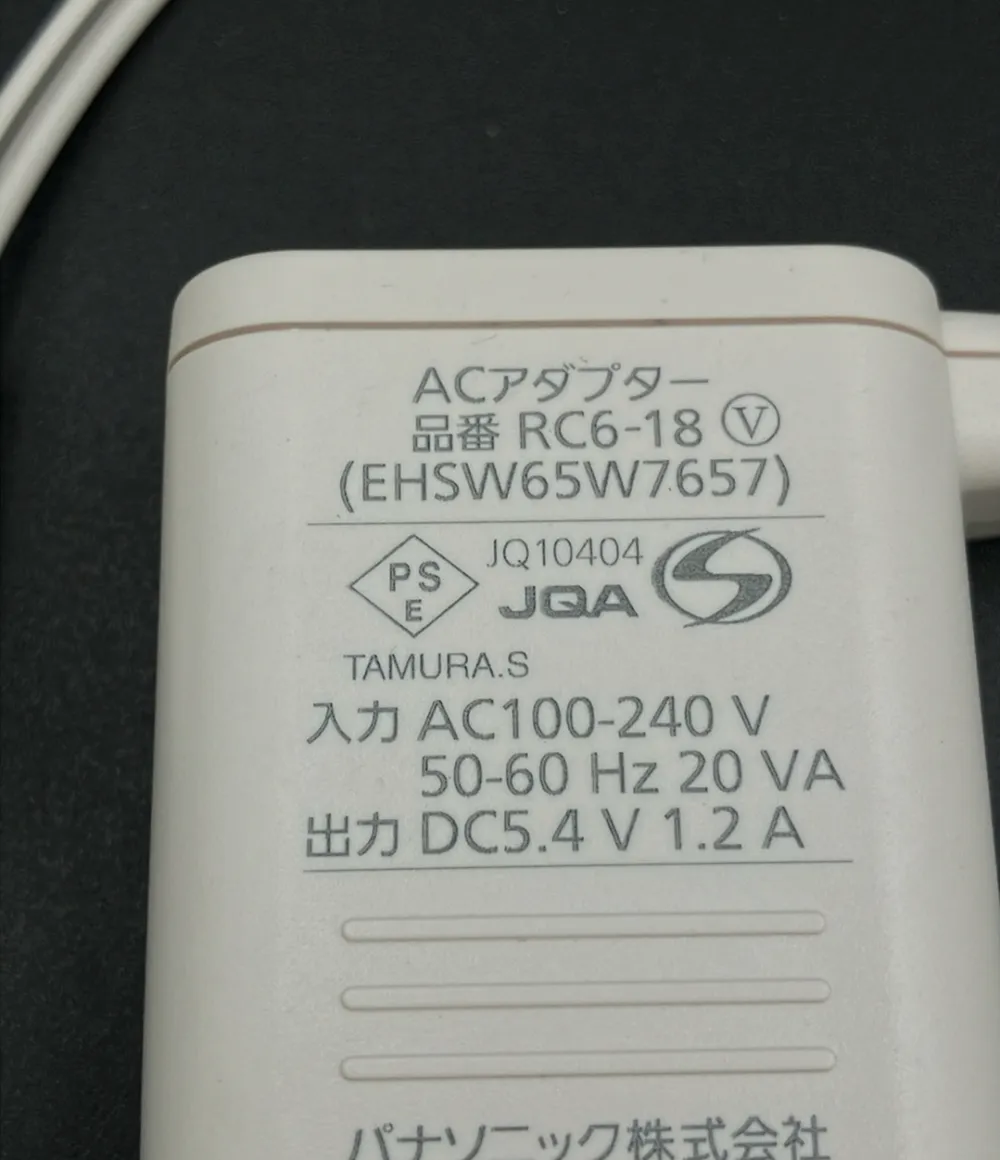 ACアダプター
品番 RC6-18 Ⓥ
(EHSW65W7657)
PS
E
JQ10404
JQA
S
TAMURA.S
入力 AC100-240 V
50-60 Hz 20 VA
出力 DC5.4 V 1.2 A
パナソニック株式会社